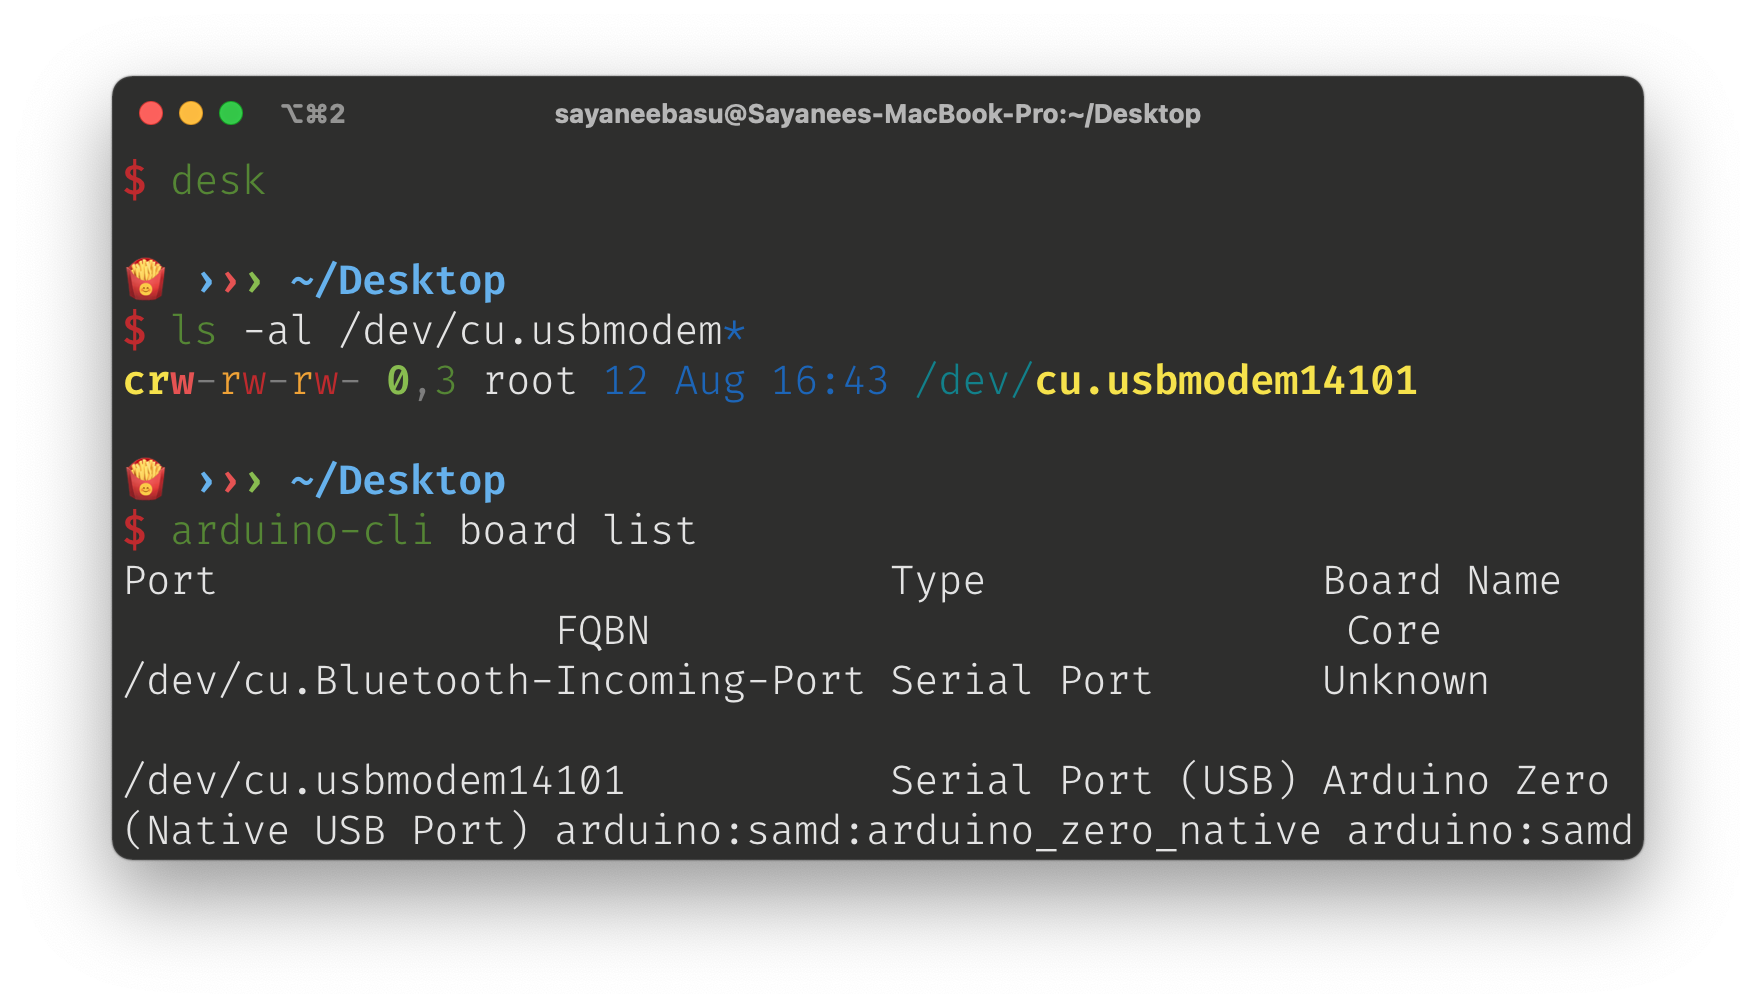 ⌥⌘2 sayaneebasu@Sayanees-MacBook-Pro:~/Desktop
$ desk
🍟 ››› ~/Desktop
$ ls -al /dev/cu.usbmodem*
crw-rw-rw- 0,3 root 12 Aug 16:43 /dev/cu.usbmodem14101
🍟 ››› ~/Desktop
$ arduino-cli board list
Port Type Board Name
FQBN Core
/dev/cu.Bluetooth-Incoming-Port Serial Port Unknown
/dev/cu.usbmodem14101 Serial Port (USB) Arduino Zero
(Native USB Port) arduino:samd:arduino_zero_native arduino:samd